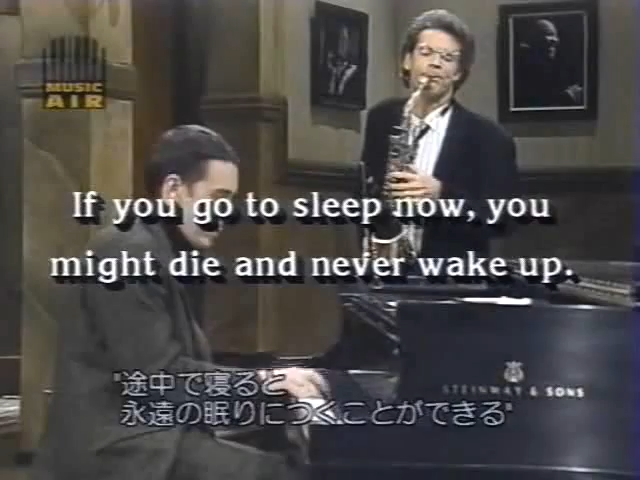 MUSIC
AIR
If you go to sleep now, you
might die and never wake up.
STEINWAY & SONS
"途中で寝ると
永遠の眠りにつくことができる"